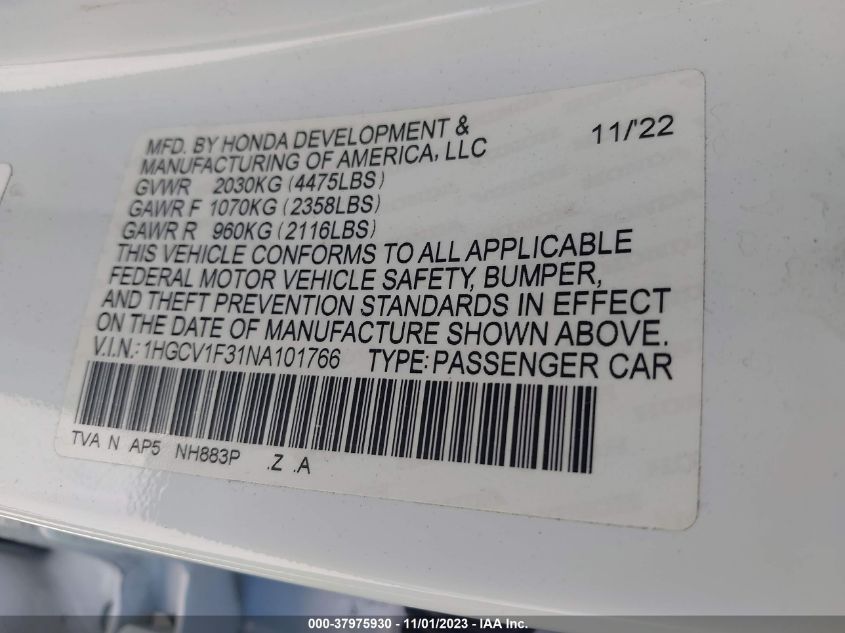 MFD. BY HONDA DEVELOPMENT & 11/'22
MANUFACTURING OF AMERICA, LLC
GVWR 2030KG (4475LBS)
GAWR F 1070KG (2358LBS)
GAWR R 960KG (2116LBS)
THIS VEHICLE CONFORMS TO ALL APPLICABLE
FEDERAL MOTOR VEHICLE SAFETY, BUMPER,
AND THEFT PREVENTION STANDARDS IN EFFECT
ON THE DATE OF MANUFACTURE SHOWN ABOVE.
V.I.N.: 1HGCV1F31NA101766 TYPE: PASSENGER CAR
TVA N AP5 NH883P .Z .A
000-37975930 - 11/01/2023 - IAA Inc.